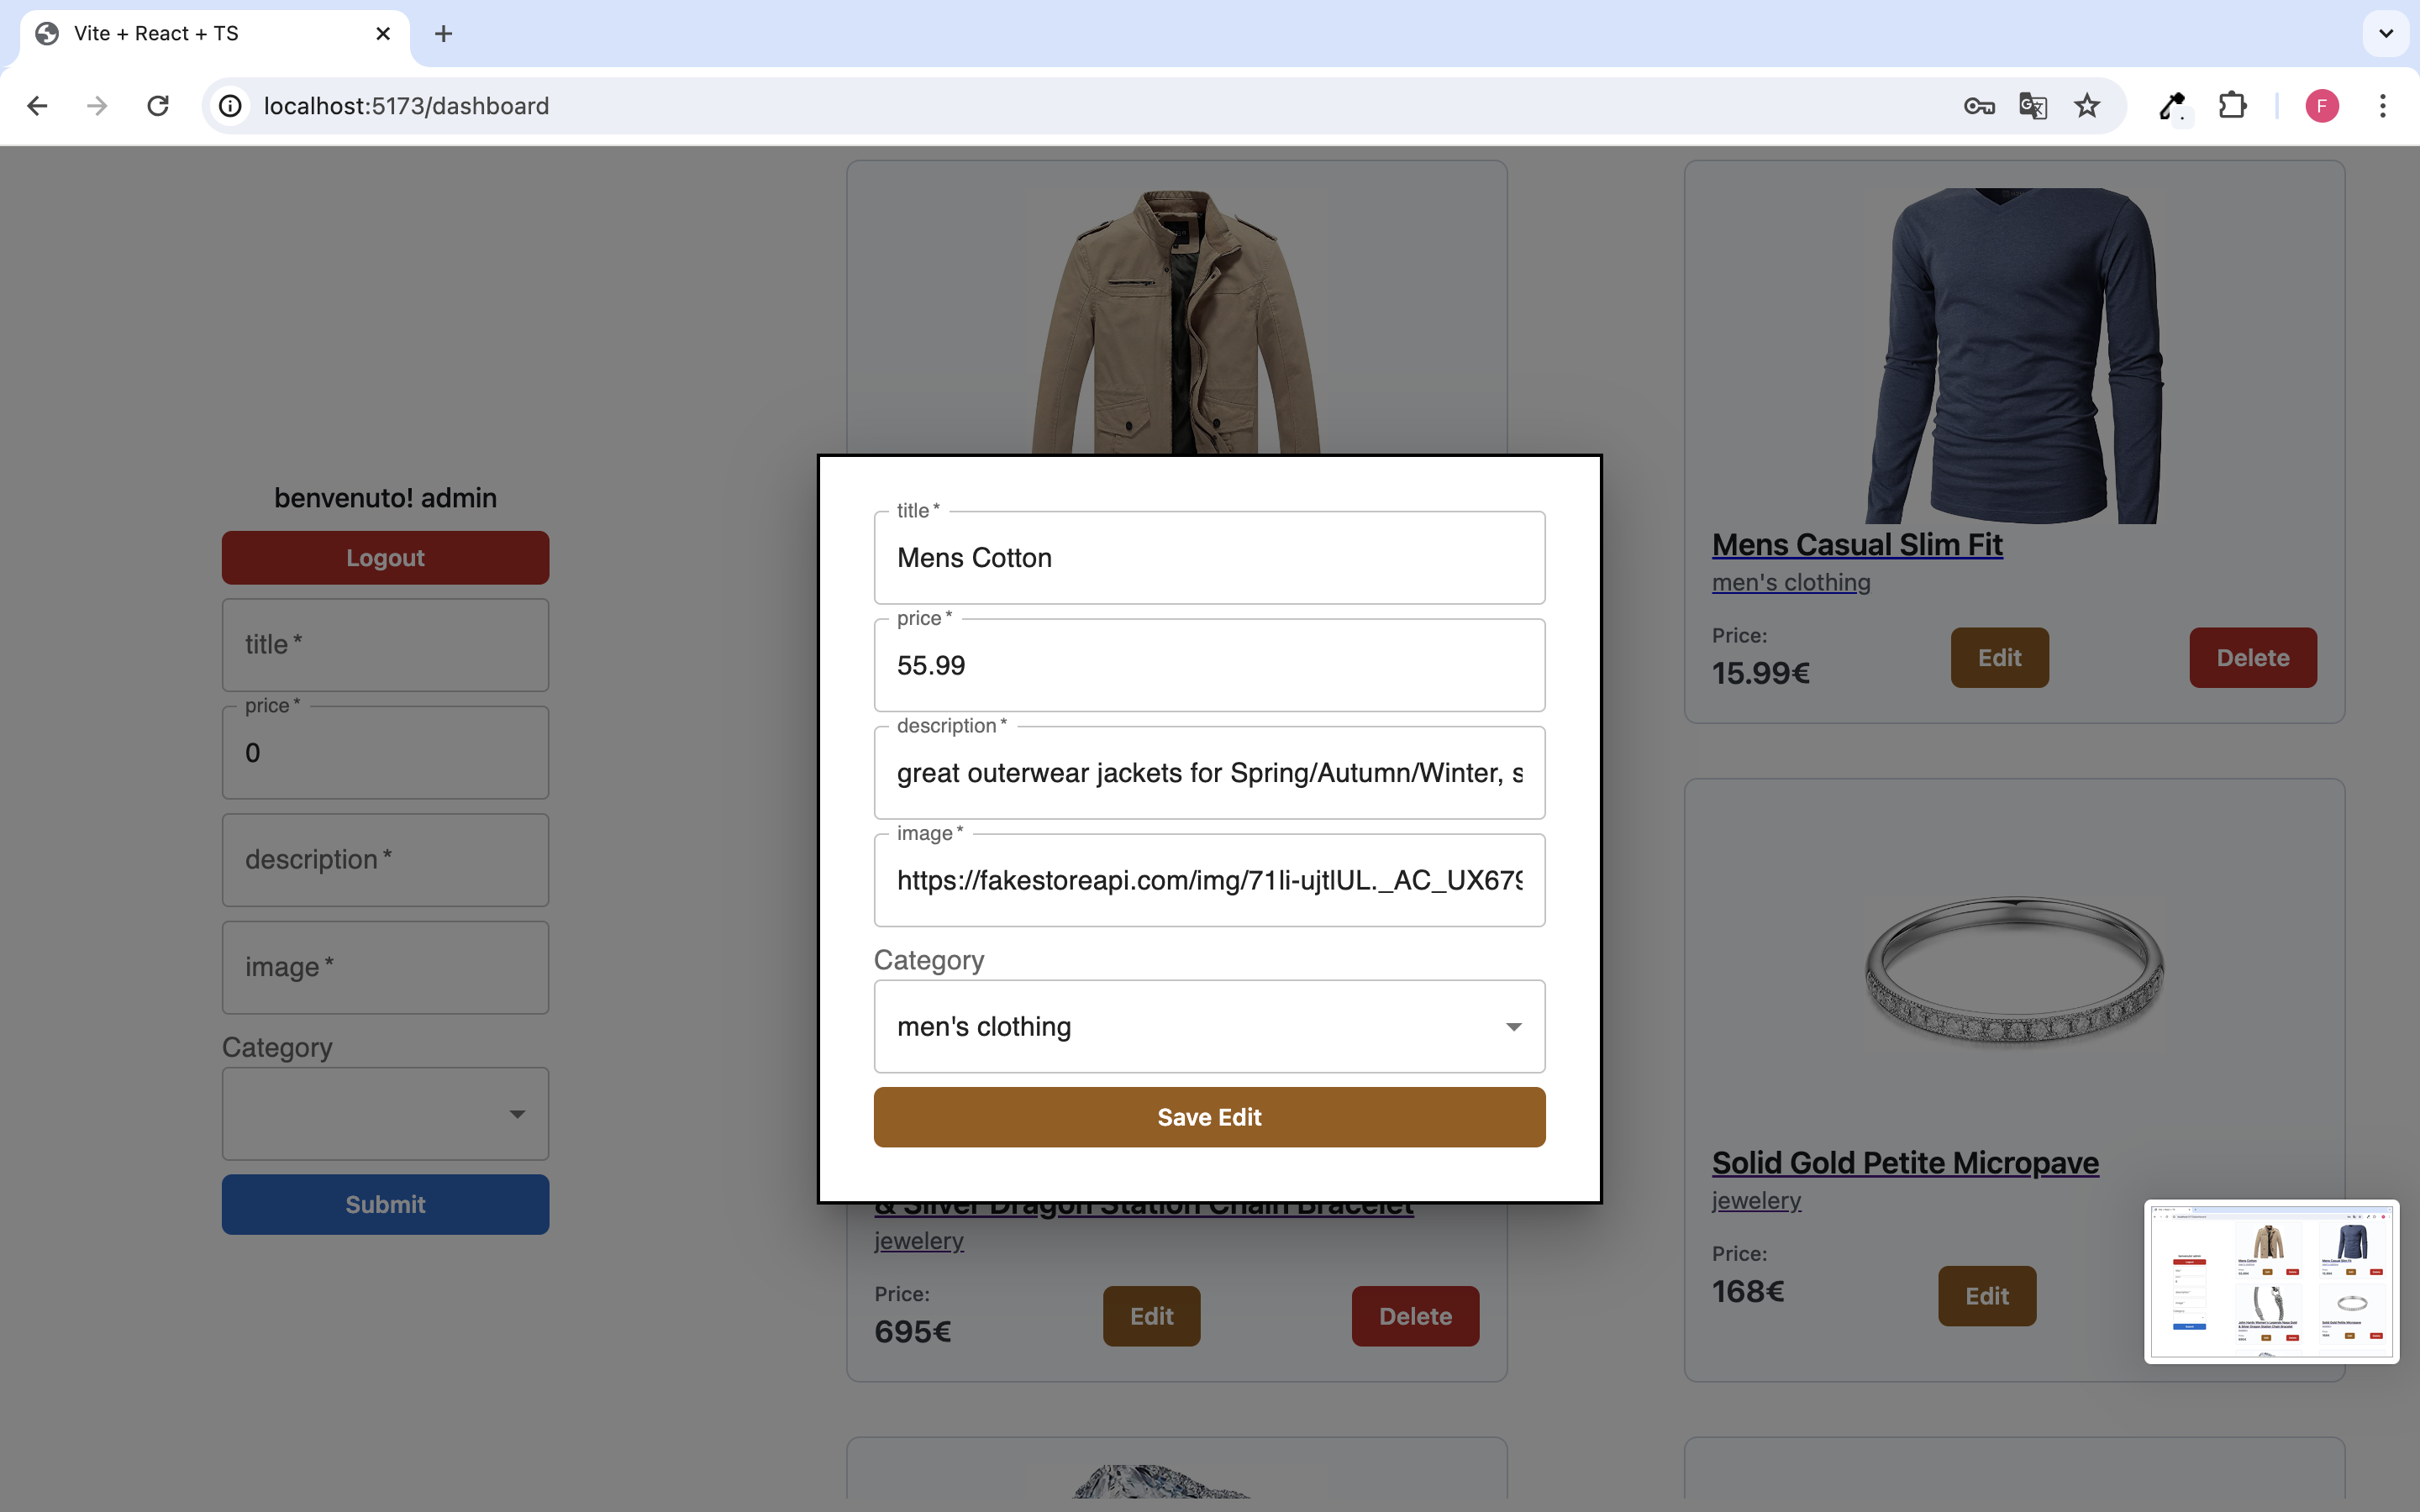 Vite + React + TS
localhost:5173/dashboard
F
benvenuto! admin
Logout
title *
price *
0
description *
image *
Category
Submit
title *
Mens Cotton
price *
55.99
description *
great outerwear jackets for Spring/Autumn/Winter, s
image *
https://fakestoreapi.com/img/71li-ujtlUL._AC_UX679
Category
men's clothing
Save Edit
& Silver Dragon Station Chain Bracelet
jewelery
Price:
695€
Edit
Delete
Mens Casual Slim Fit
men's clothing
Price:
15.99€
Edit
Delete
Solid Gold Petite Micropave
jewelery
Price:
168€
Edit